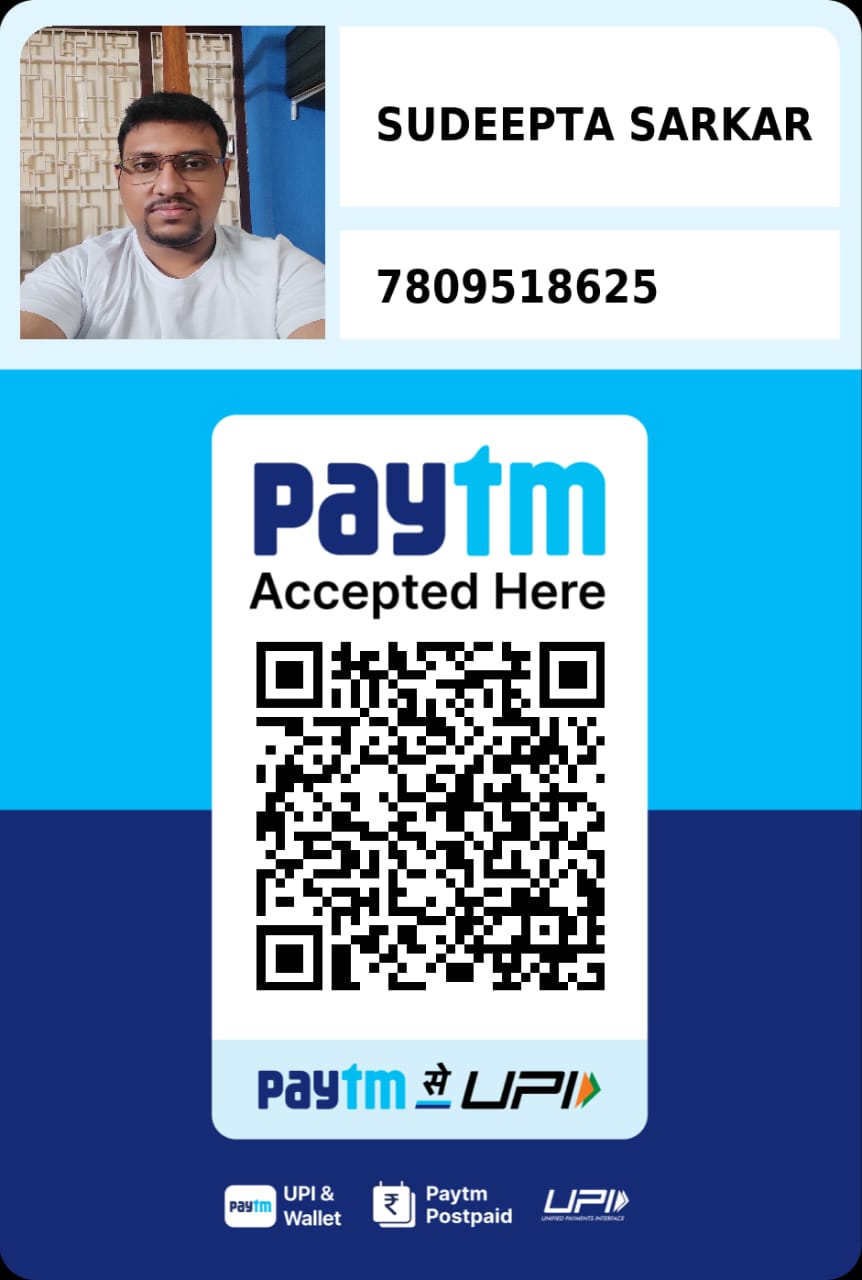 SUDEEPTA SARKAR
7809518625
paytm
Accepted Here
paytm से UPI
paytm
UPI &
Wallet
₹
Paytm
Postpaid
UPI
UNIFIED PAYMENTS INTERFACE